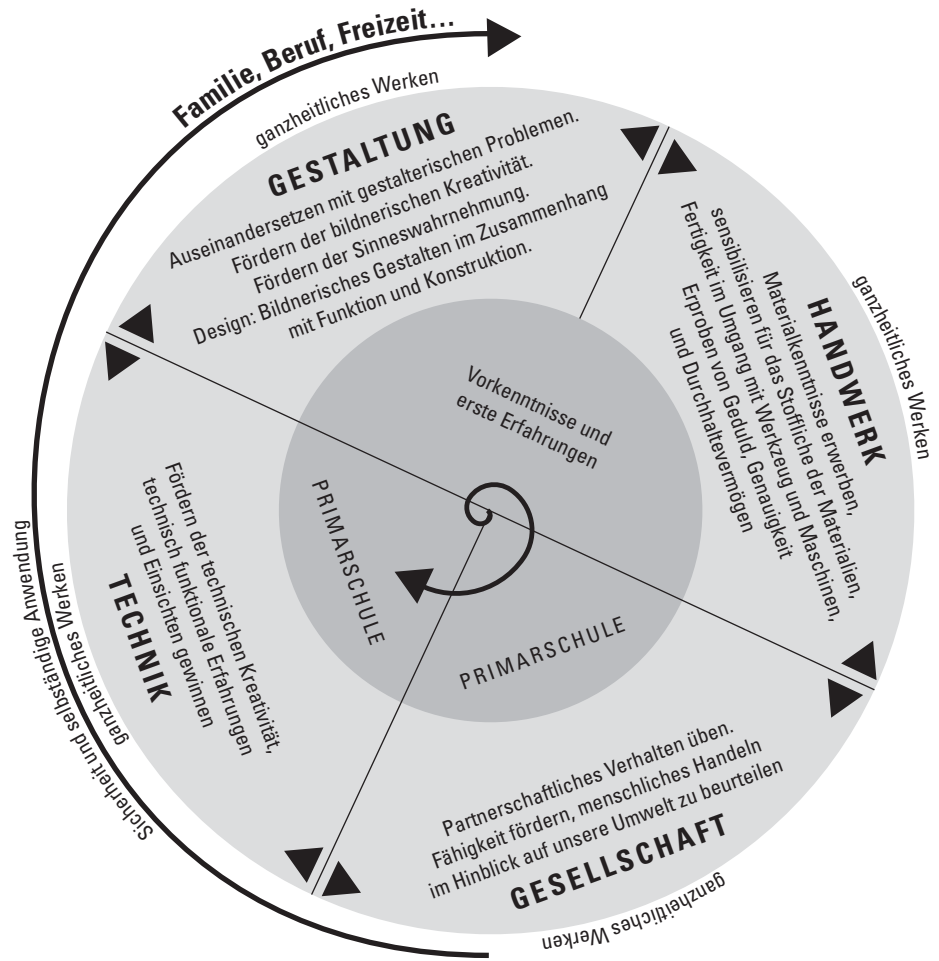 Familie, Beruf, Freizeit…
ganzheitliches Werken
GESTALTUNG
Auseinandersetzen mit gestalterischen Problemen.
Fördern der bildnerischen Kreativität.
Fördern der Sinneswahrnehmung.
Design: Bildnerisches Gestalten im Zusammenhang
mit Funktion und Konstruktion.
ganzheitliches Werken
HANDWERK
Materialkenntnisse erwerben,
sensibilisieren für das Stoffliche der Materialien,
Fertigkeit im Umgang mit Werkzeug und Maschinen,
Erproben von Geduld, Genauigkeit
und Durchhaltevermögen
Vorkenntnisse und
erste Erfahrungen
PRIMARSCHULE
PRIMARSCHULE
Fördern der technischen Kreativität,
technisch funktionale Erfahrungen
und Einsichten gewinnen
TECHNIK
ganzheitliches Werken
Sicherheit und selbständige Anwendung
Partnerschaftliches Verhalten üben.
Fähigkeit fördern, menschliches Handeln
im Hinblick auf unsere Umwelt zu beurteilen
GESELLSCHAFT
ganzheitliches Werken